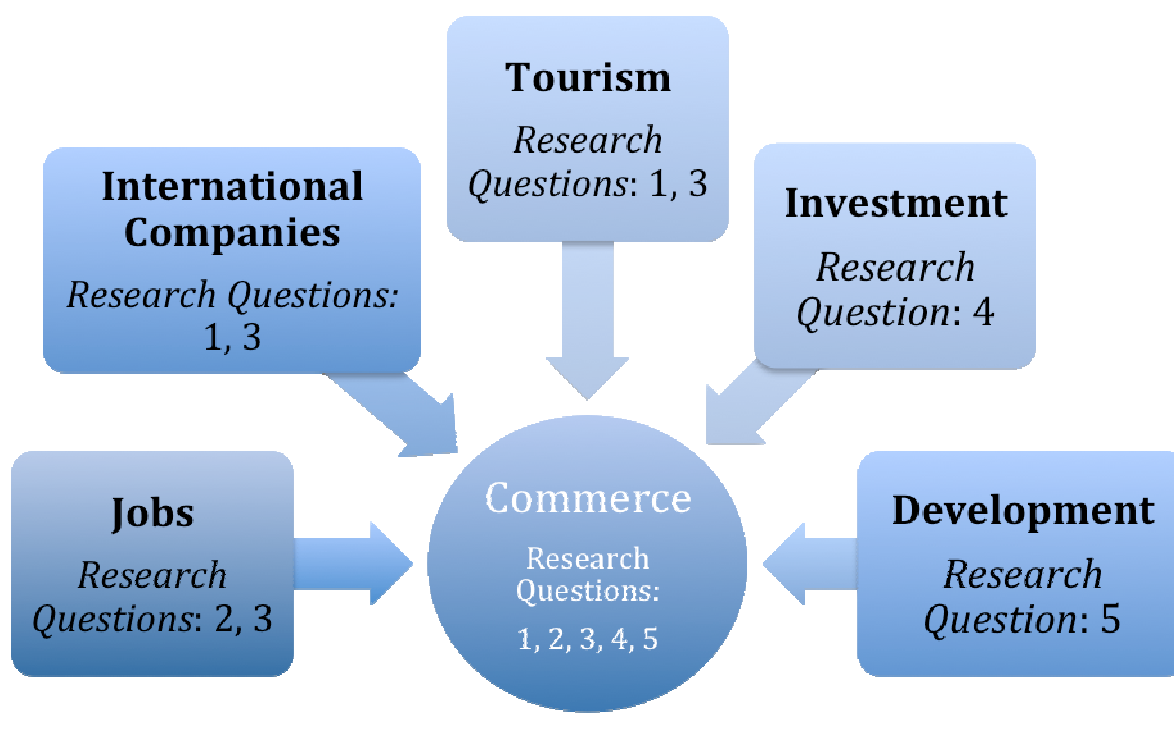 Tourism
Research
Questions: 1, 3
International
Companies
Research Questions:
1, 3
Investment
Research
Question: 4
Jobs
Research
Questions: 2, 3
Commerce
Research
Questions:
1, 2, 3, 4, 5
Development
Research
Question: 5